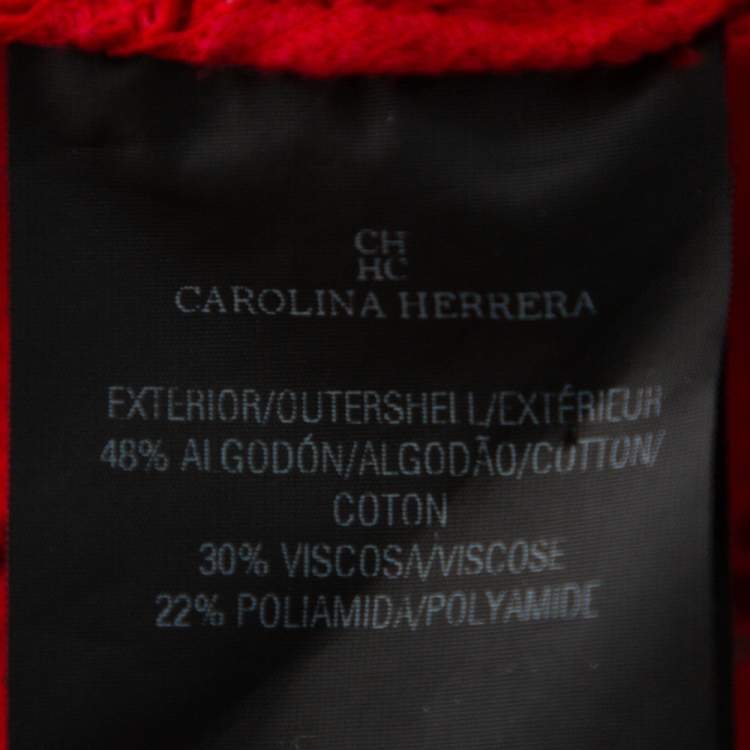 CH
HC
CAROLINA HERRERA
EXTERIOR/OUTERSHELL/EXTÉRIEUR
48% ALGODÓN/ALGODÃO/COTTON/
COTON
30% VISCOSA/VISCOSE
22% POLIAMIDA/POLYAMIDE